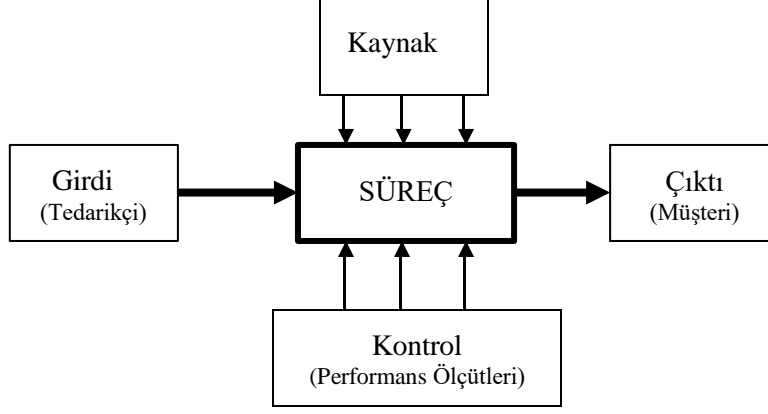 Kaynak
Girdi
(Tedarikçi)
SÜREÇ
Çıktı
(Müşteri)
Kontrol
(Performans Ölçütleri)